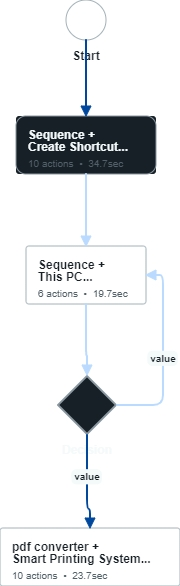 Start
Sequence +
Create Shortcut...
10 actions • 34.7sec
Sequence +
This PC...
6 actions • 19.7sec
value
Decision
value
pdf converter +
Smart Printing System...
10 actions • 23.7sec